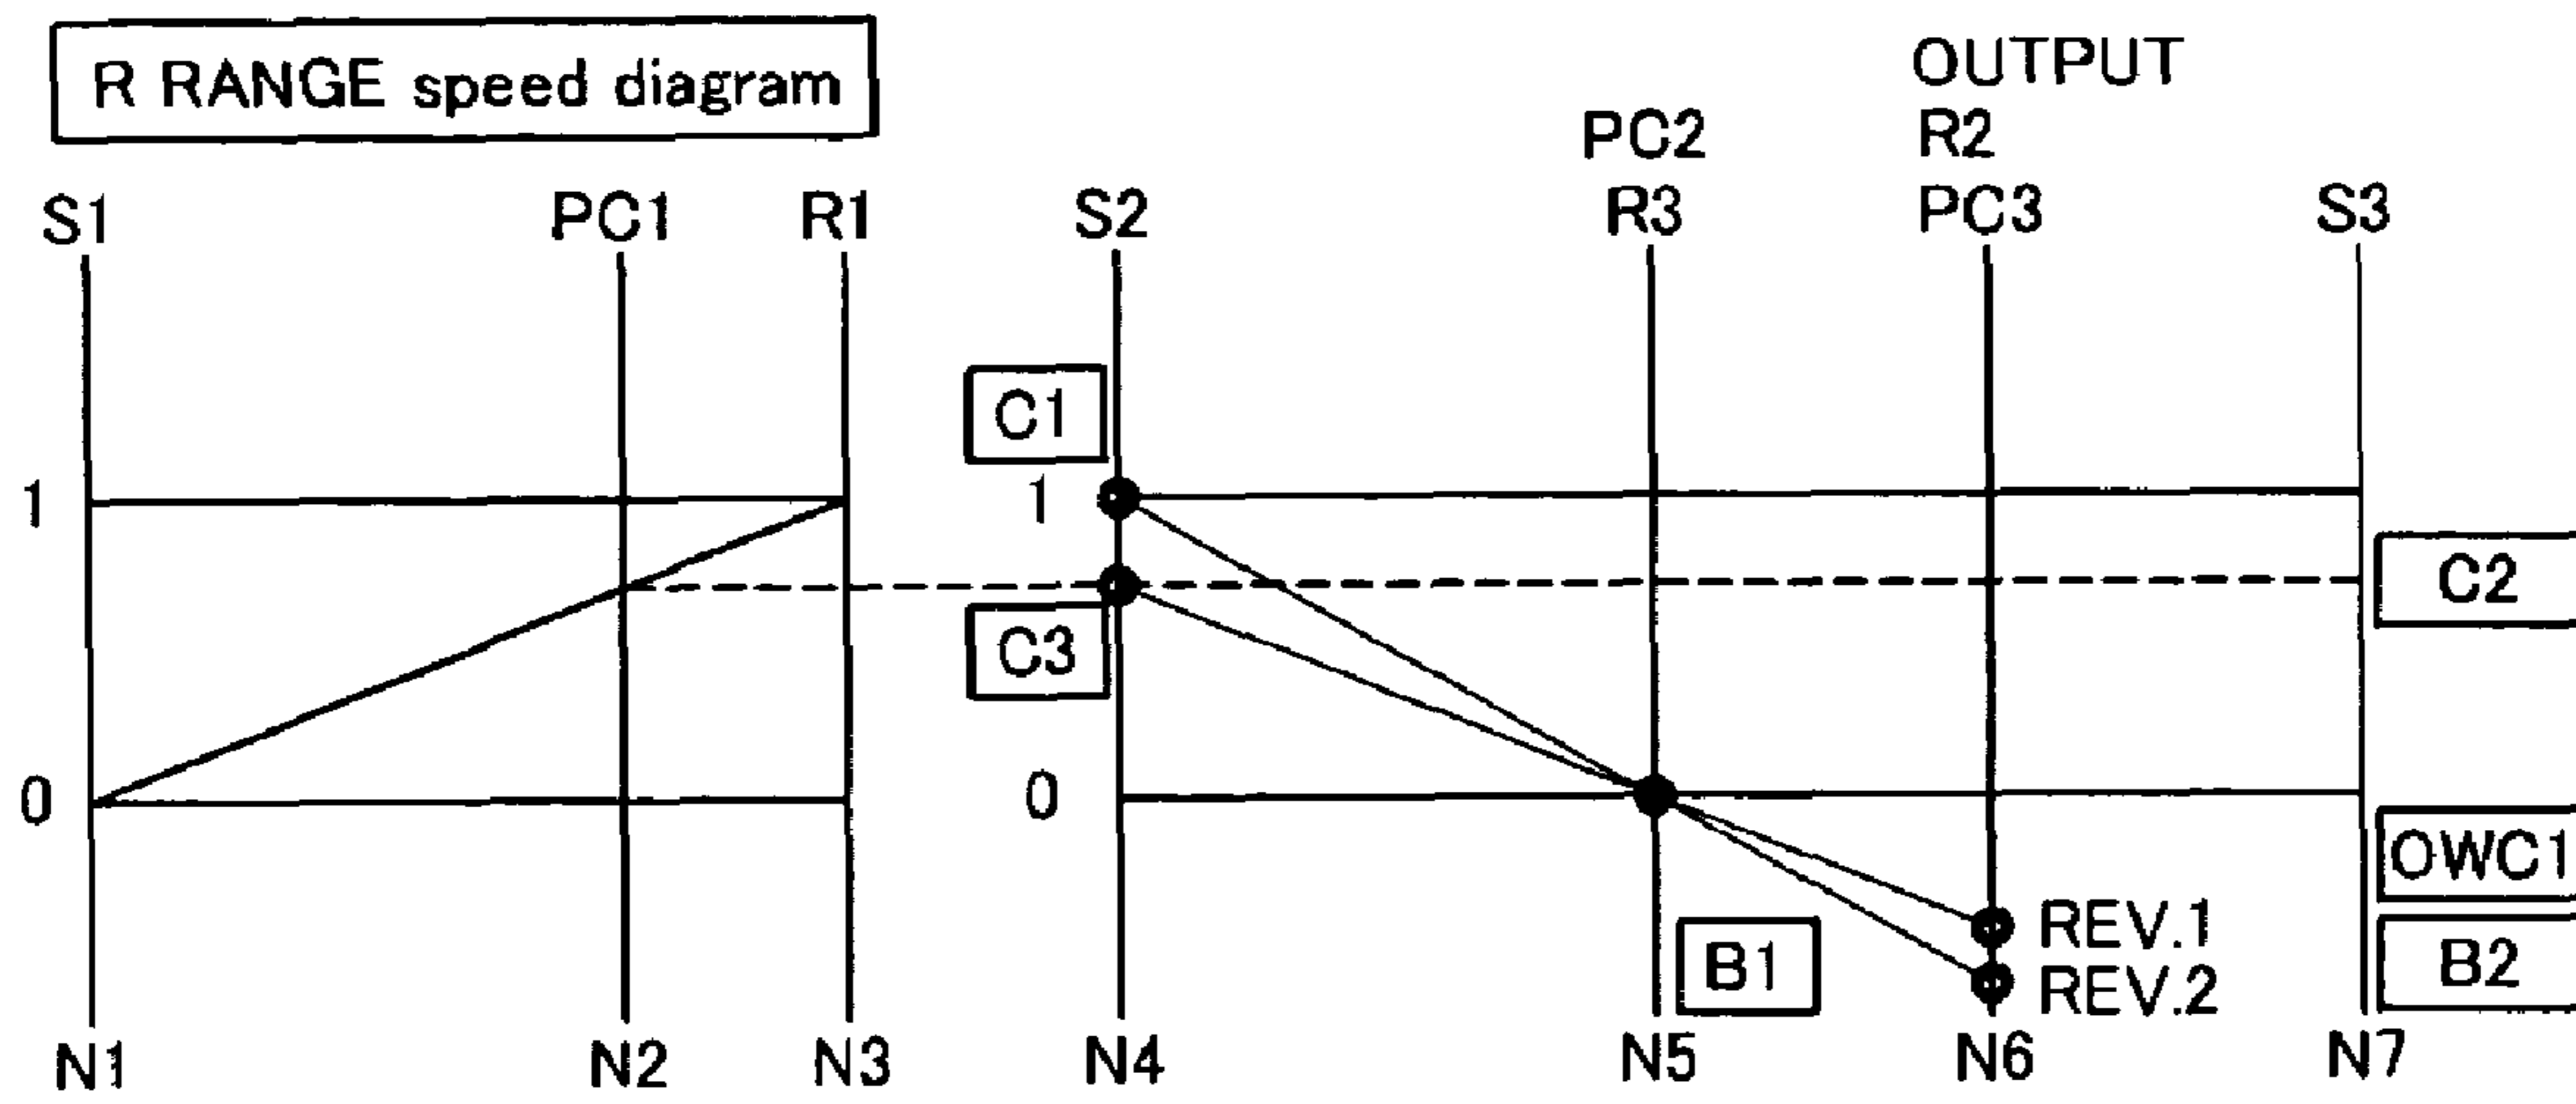 R RANGE speed diagram
OUTPUT
PC2 R2
S1 PC1 R1 S2 R3 PC3 S3
C1
1 1
C2
C3
0 0
OWC1
REV.1
B1 B2
REV.2
N1 N2 N3 N4 N5 N6 N7